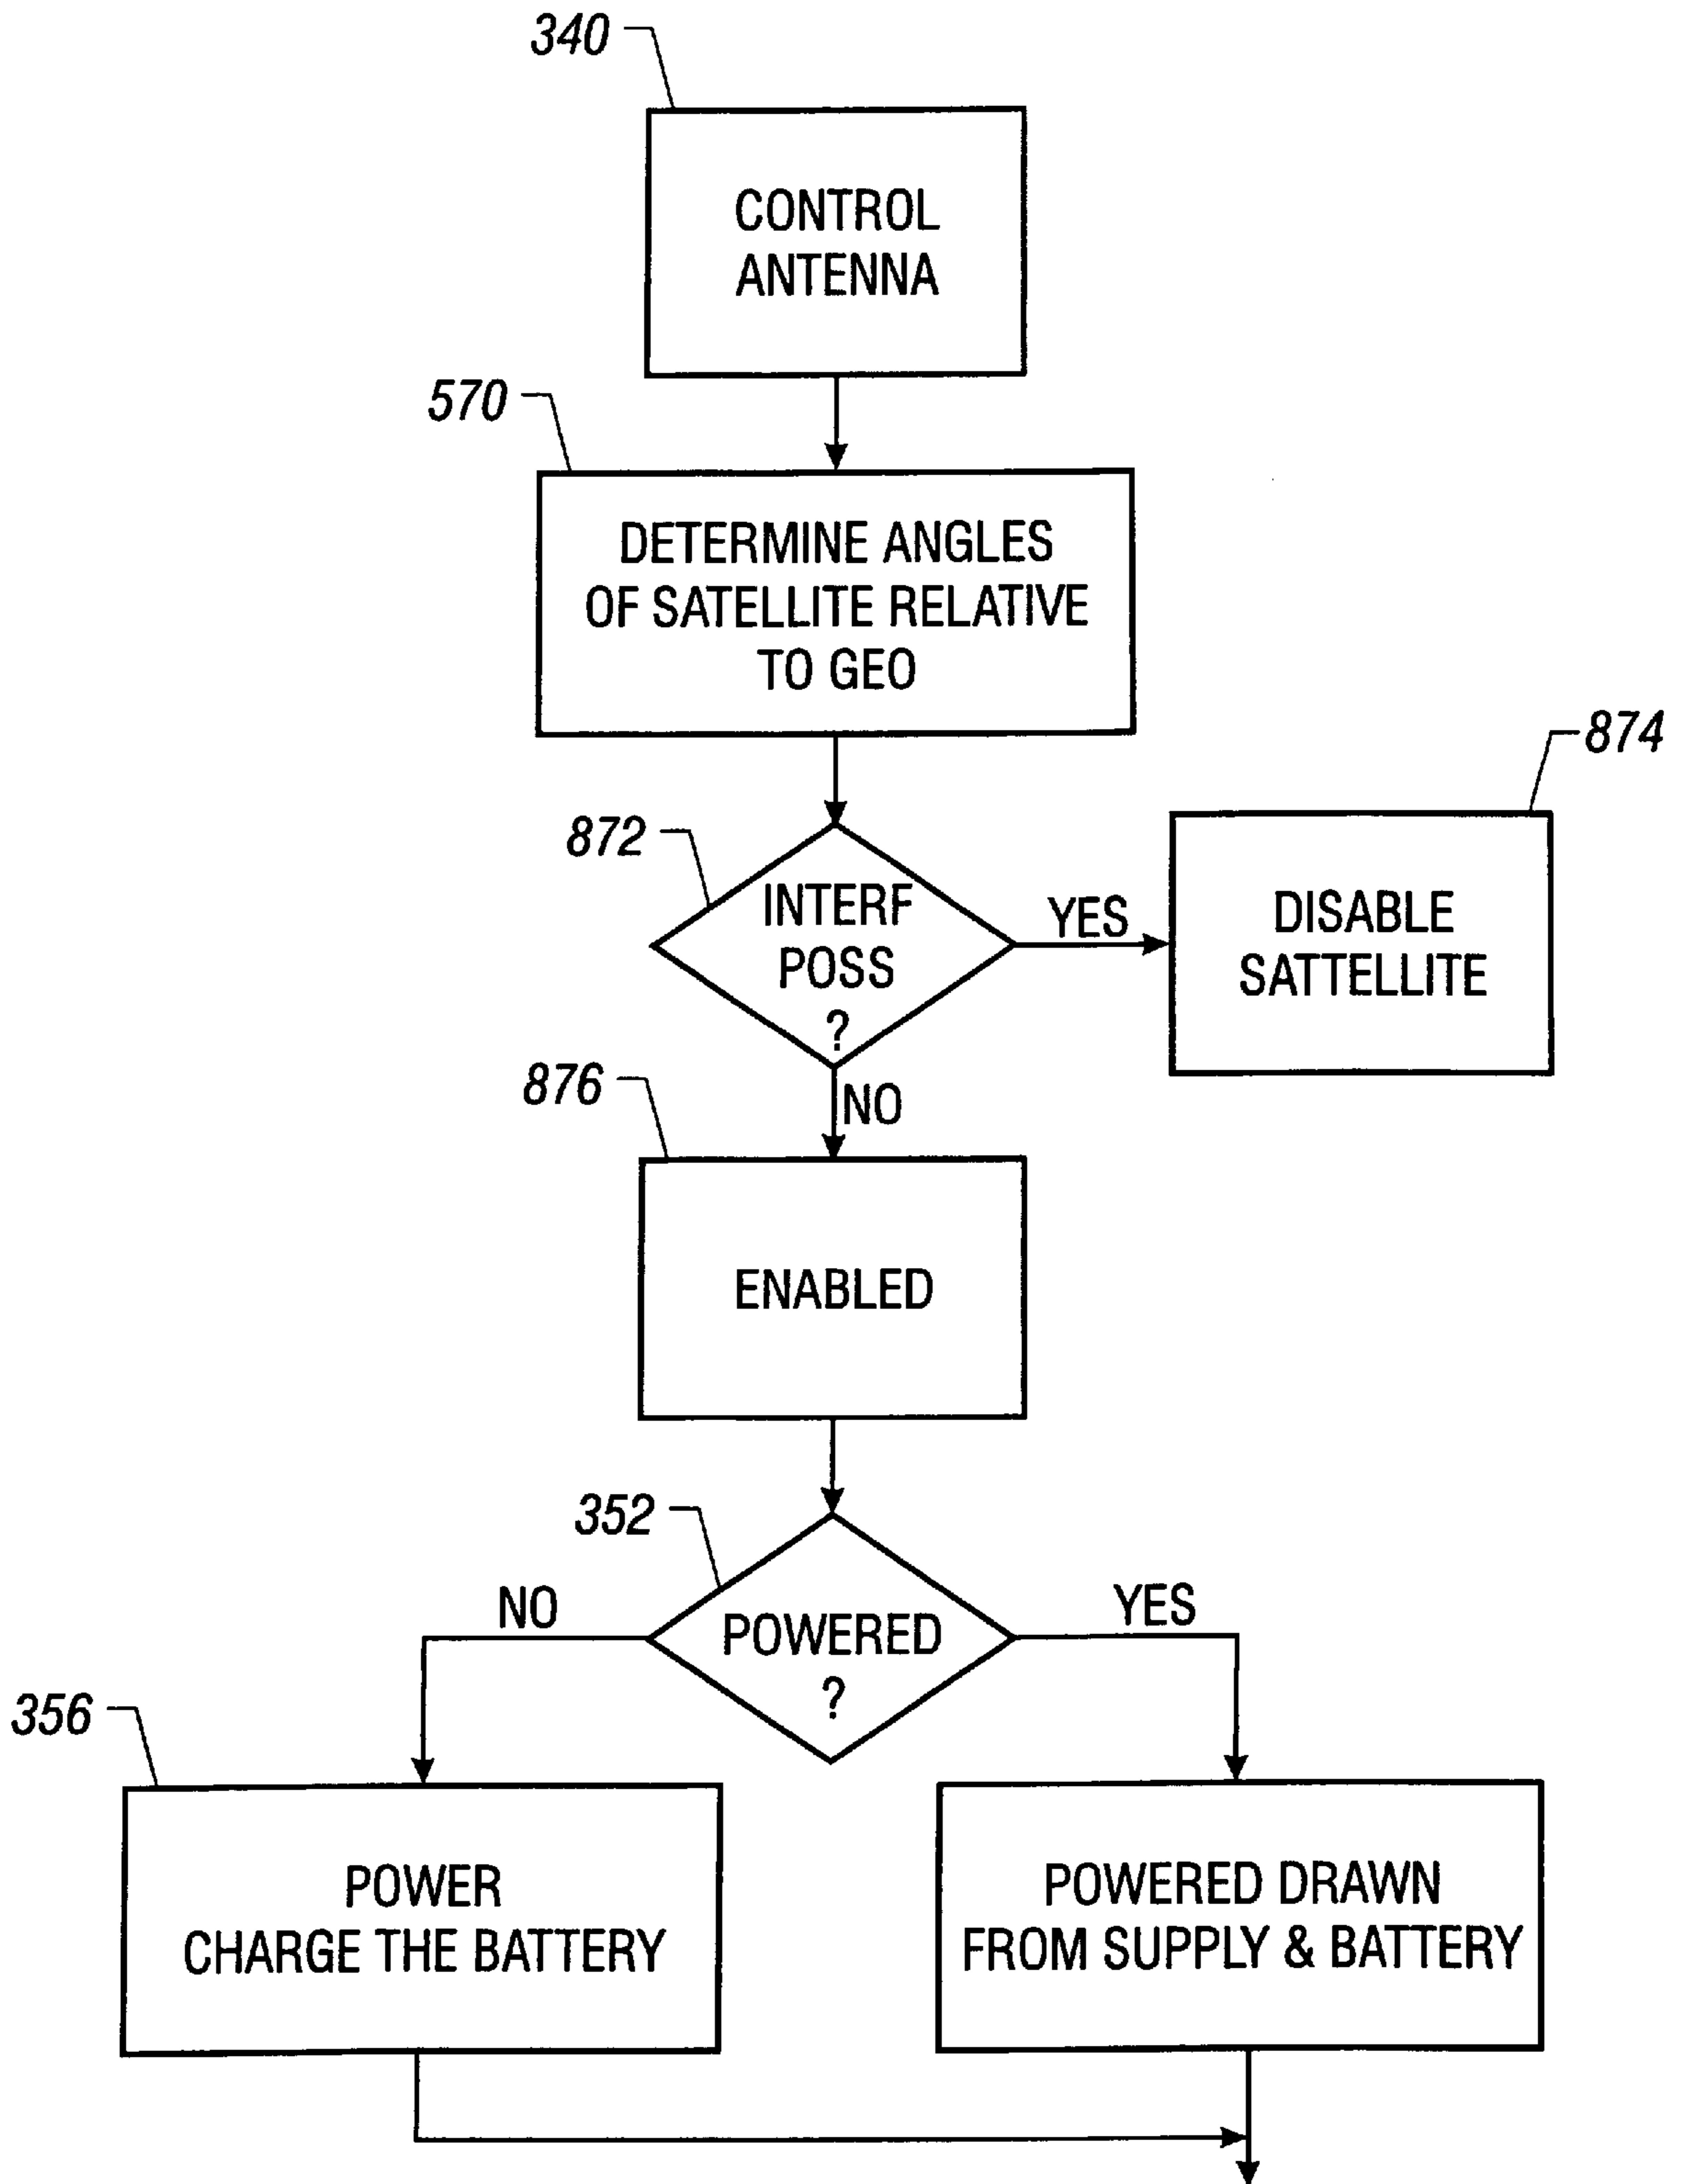 340
CONTROL
ANTENNA
570
DETERMINE ANGLES
OF SATELLITE RELATIVE
TO GEO
872
INTERF
POSS
?
YES
874
DISABLE
SATTELLITE
NO
876
ENABLED
352
POWERED
?
NO
YES
356
POWER
CHARGE THE BATTERY
POWERED DRAWN
FROM SUPPLY & BATTERY